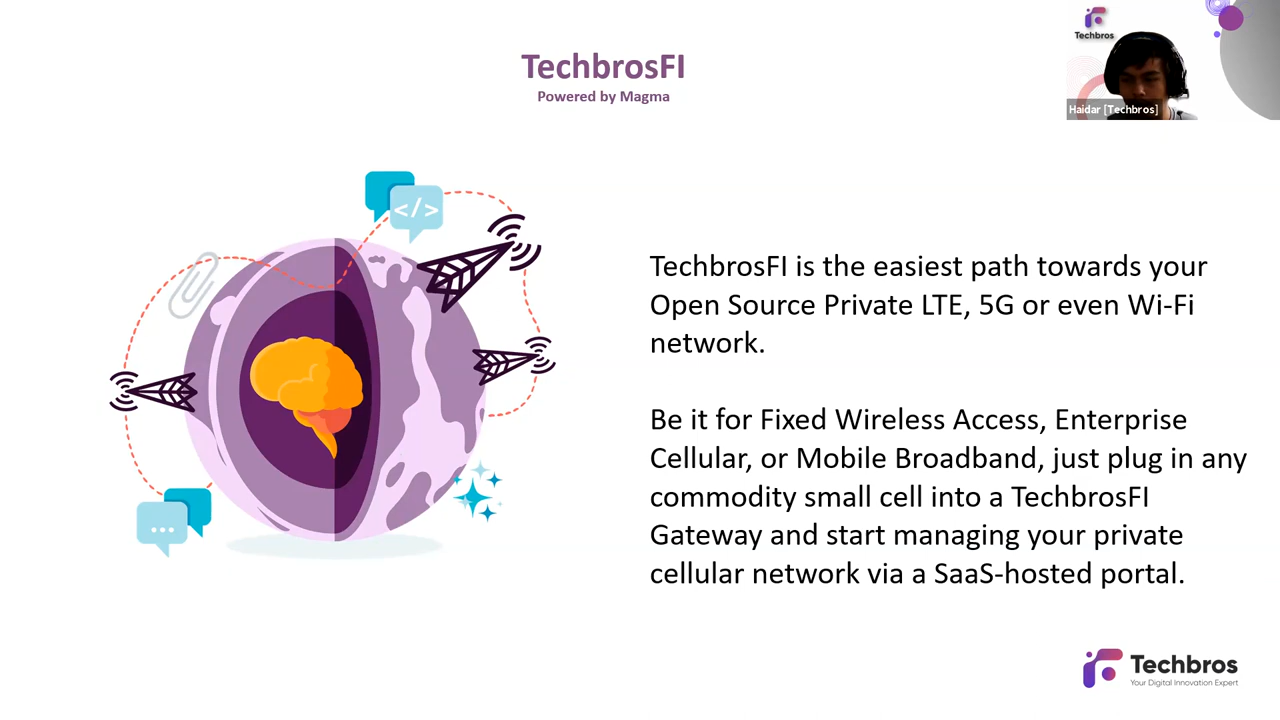 TechbrosFI
Powered by Magma
Techbros
Haidar [Techbros]
</>
TechbrosFI is the easiest path towards your
Open Source Private LTE, 5G or even Wi-Fi
network.
Be it for Fixed Wireless Access, Enterprise
Cellular, or Mobile Broadband, just plug in any
commodity small cell into a TechbrosFI
Gateway and start managing your private
cellular network via a SaaS-hosted portal.
Techbros
Your Digital Innovation Expert